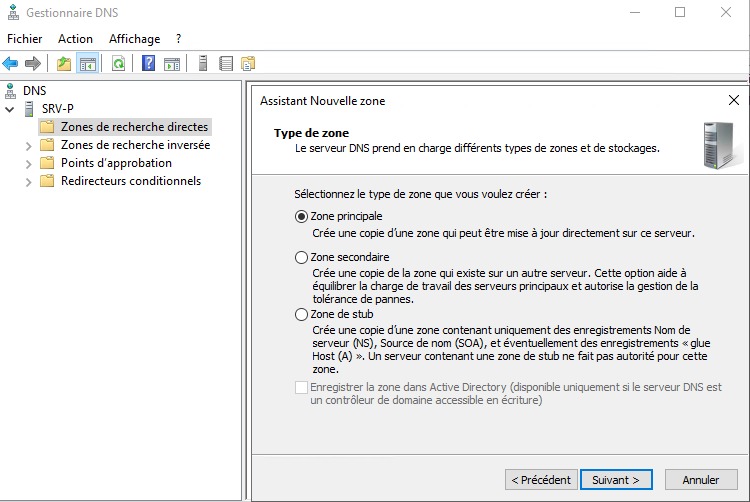 Gestionnaire DNS
Fichier Action Affichage ?
DNS
SRV-P
Zones de recherche directes
Zones de recherche inversée
Points d'approbation
Redirecteurs conditionnels
Assistant Nouvelle zone
Type de zone
Le serveur DNS prend en charge différents types de zones et de stockages.
Sélectionnez le type de zone que vous voulez créer :
Zone principale
Crée une copie d'une zone qui peut être mise à jour directement sur ce serveur.
Zone secondaire
Crée une copie de la zone qui existe sur un autre serveur. Cette option aide à
équilibrer la charge de travail des serveurs principaux et autorise la gestion de la
tolérance de pannes.
Zone de stub
Crée une copie d'une zone contenant uniquement des enregistrements Nom de
serveur (NS), Source de nom (SOA), et éventuellement des enregistrements « glue
Host (A) ». Un serveur contenant une zone de stub ne fait pas autorité pour cette
zone.
Enregistrer la zone dans Active Directory (disponible uniquement si le serveur DNS est
un contrôleur de domaine accessible en écriture)
< Précédent Suivant > Annuler